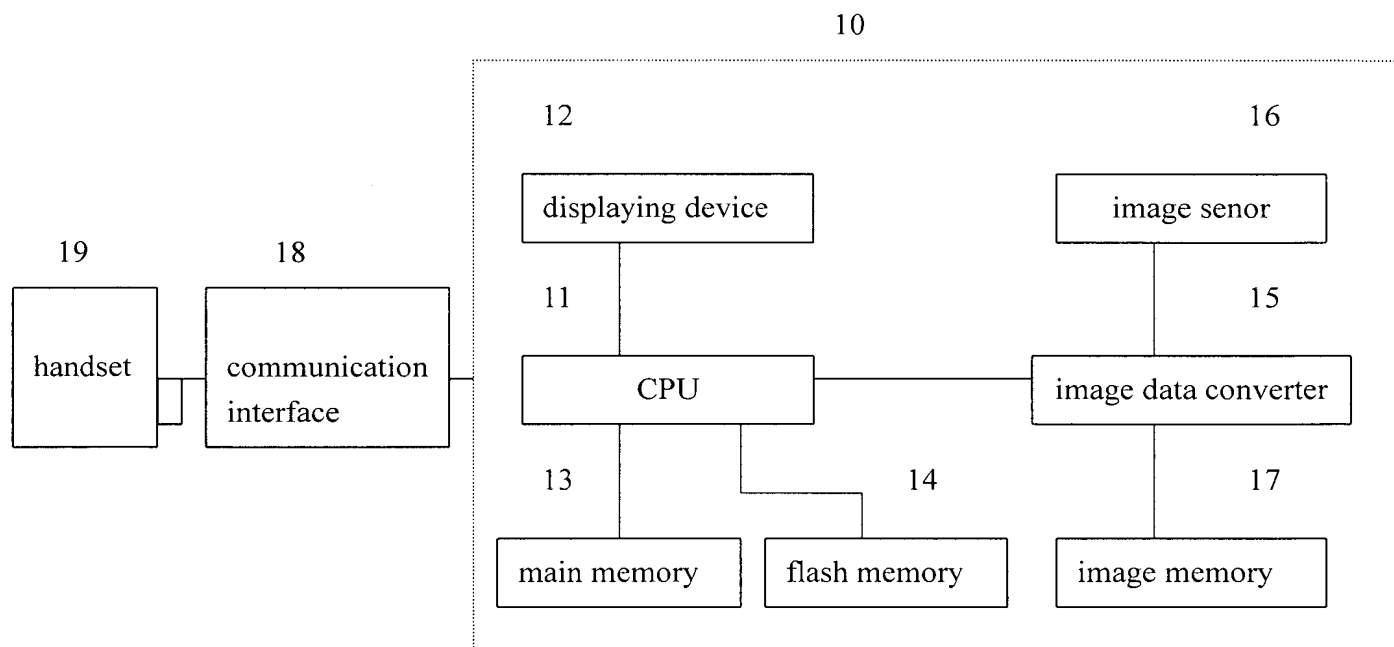 10
12
16
displaying device
image senor
19
18
11
15
handset
communication
interface
CPU
image data converter
13
14
17
main memory
flash memory
image memory